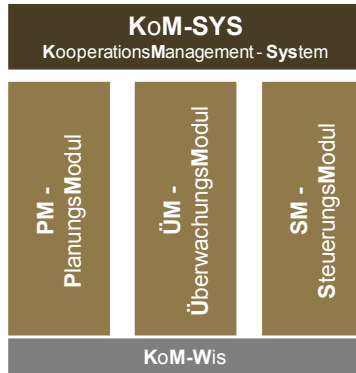 KoM-SYS
KooperationsManagement - System
PM -
PlanungsModul
ÜM -
ÜberwachungsModul
SM -
SteuerungsModul
KoM-Wis